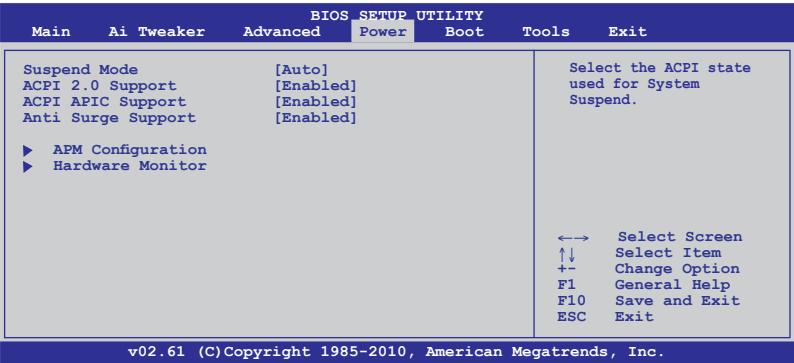 BIOS SETUP UTILITY
Main Ai Tweaker Advanced Power Boot Tools Exit
Suspend Mode [Auto]
ACPI 2.0 Support [Enabled]
ACPI APIC Support [Enabled]
Anti Surge Support [Enabled]
APM Configuration
Hardware Monitor
Select the ACPI state
used for System
Suspend.
←→ Select Screen
↑↓ Select Item
+- Change Option
F1 General Help
F10 Save and Exit
ESC Exit
v02.61 (C)Copyright 1985-2010, American Megatrends, Inc.